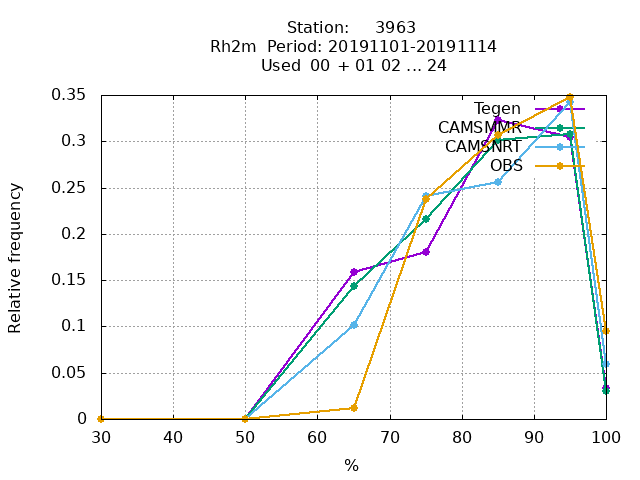 Station: 3963
Rh2m Period: 20191101-20191114
Used 00 + 01 02 ... 24
Relative frequency
0.35
0.3
0.25
0.2
0.15
0.1
0.05
0
Tegen
CAMSMMR
CAMSNRT
OBS
30 40 50 60 70 80 90 100
%